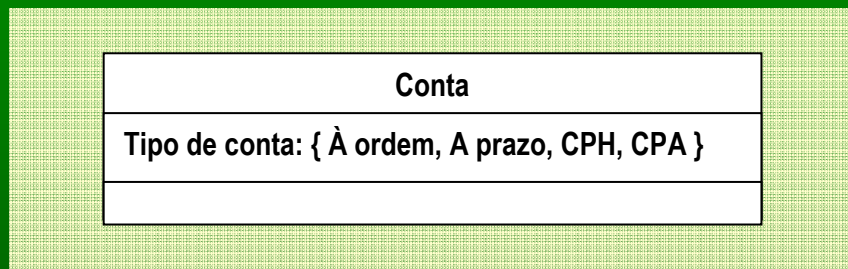 Conta
Tipo de conta: { À ordem, A prazo, CPH, CPA }